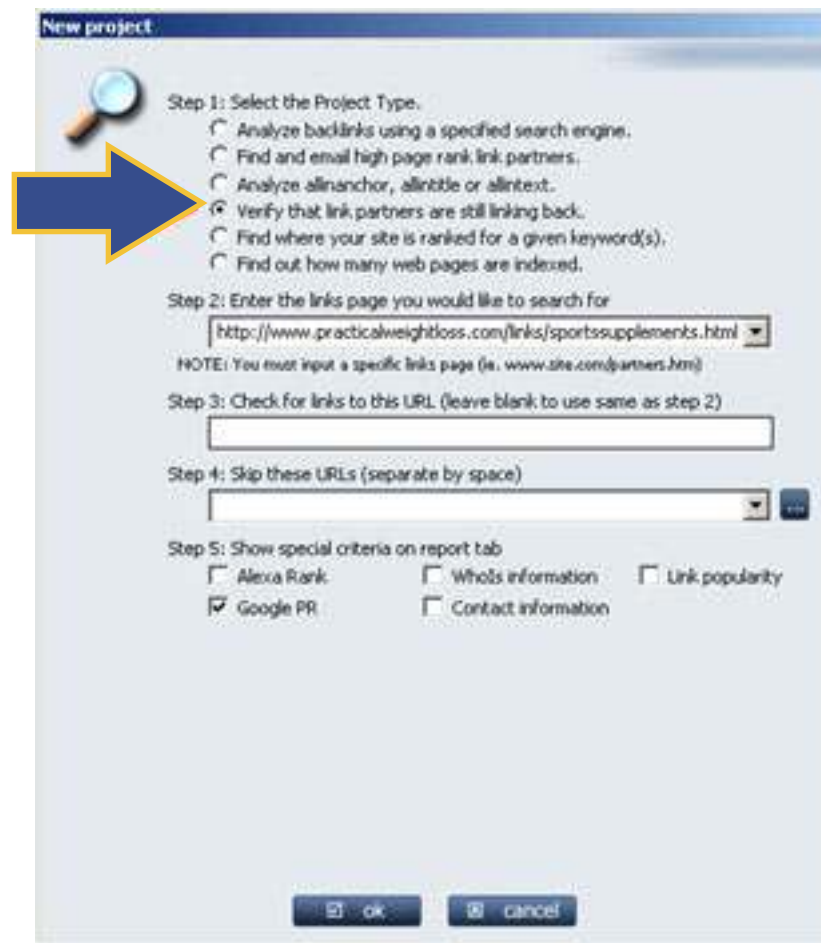 New project
Step 1: Select the Project Type.
Analyze backlinks using a specified search engine.
Find and email high page rank link partners.
Analyze allinanchor, allintitle or allintext.
Verify that link partners are still linking back.
Find where your site is ranked for a given keyword(s).
Find out how many web pages are indexed.
Step 2: Enter the links page you would like to search for
http://www.practicalweightloss.com/links/sportssupplements.html
NOTE: You must input a specific links page (ie. www.site.com/partners.htm)
Step 3: Check for links to this URL (leave blank to use same as step 2)
Step 4: Skip these URLs (separate by space)
...
Step 5: Show special criteria on report tab
Alexa Rank WhoIs information Link popularity
Google PR Contact information
ok cancel